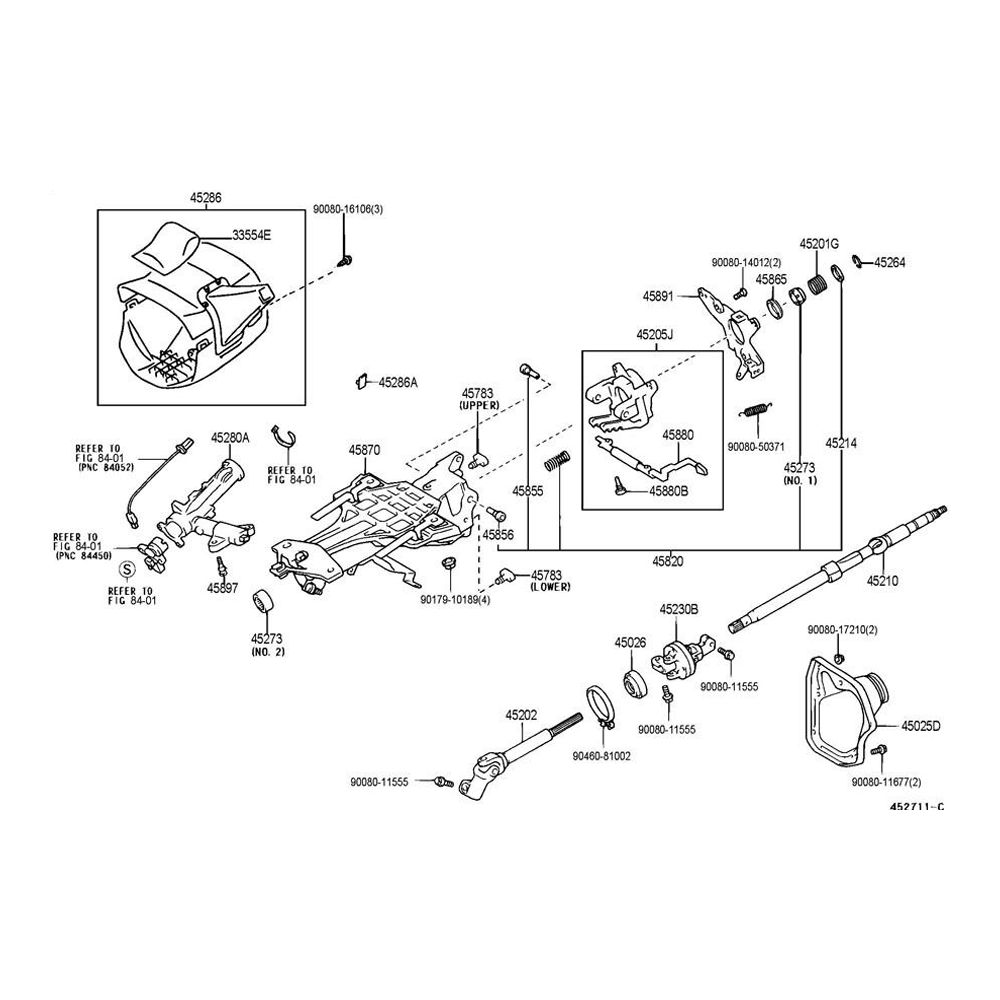 45286
90080-16106(3)
33554E
45201G
90080-14012(2)
45264
45865
45891
45205J
45286A
45783
(UPPER)
REFER TO
FIG 84-01
(PNC 84052)
45280A
REFER TO
FIG 84-01
45870
45880
90080-50371
45214
45273
(NO. 1)
45855
45880B
45856
45820
REFER TO
FIG 84-01
(PNC 84450)
S
REFER TO
FIG 84-01
45897
90179-10189(4)
45783
(LOWER)
45210
45273
(NO. 2)
45230B
90080-17210(2)
45026
90080-11555
45202
90080-11555
45025D
90460-81002
90080-11555
90080-11677(2)
452711-C